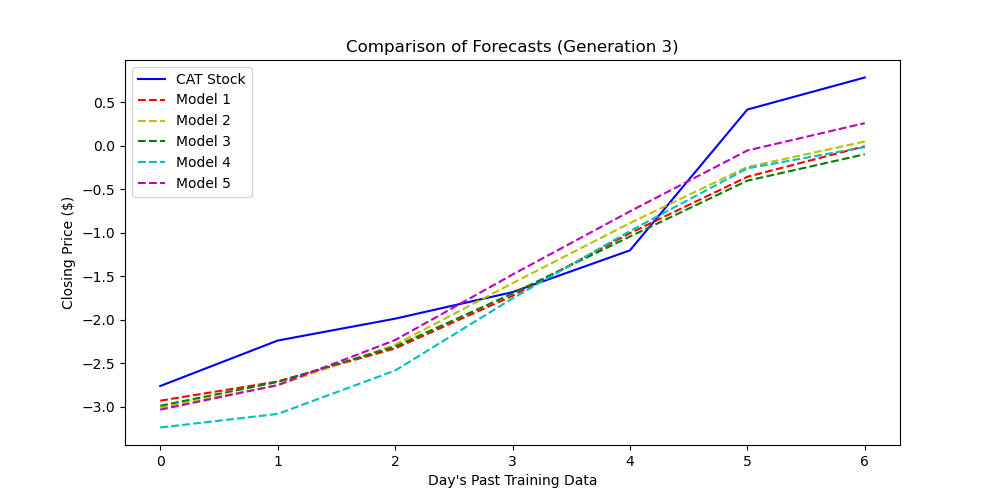 Comparison of Forecasts (Generation 3)
CAT Stock
Model 1
Model 2
Model 3
Model 4
Model 5
Closing Price ($)
0.5
0.0
−0.5
−1.0
−1.5
−2.0
−2.5
−3.0
0 1 2 3 4 5 6
Day's Past Training Data